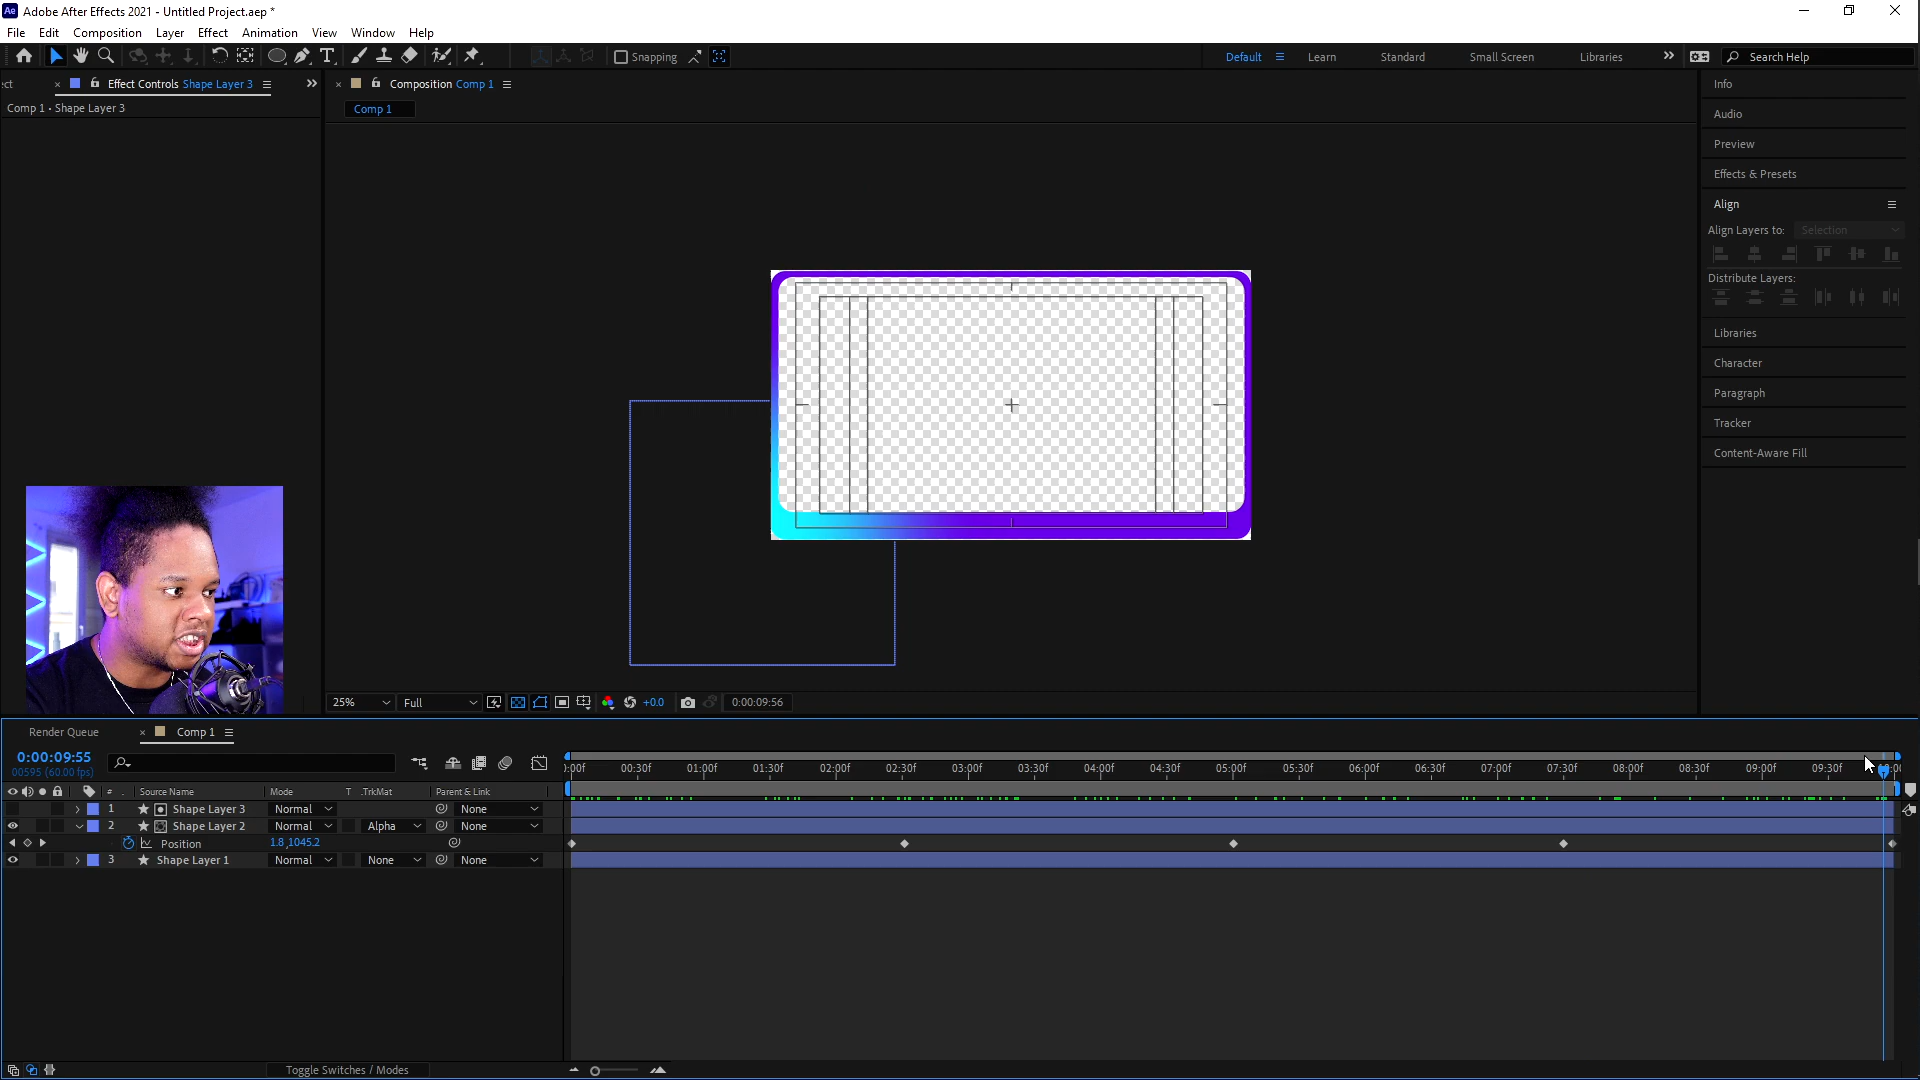 Ae Adobe After Effects 2021 - Untitled Project.aep *
File Edit Composition Layer Effect Animation View Window Help
Snapping Default Learn Standard Small Screen Libraries Search Help
ct Effect Controls Shape Layer 3
Comp 1 • Shape Layer 3
Composition Comp 1
Comp 1
Info
Audio
Preview
Effects & Presets
Align
Align Layers to: Selection
Distribute Layers:
Libraries
Character
Paragraph
Tracker
Content-Aware Fill
25% Full +0.0 0:00:09:56
Render Queue Comp 1
0:00:09:55
00595 (60.00 fps)
# Source Name Mode T .TrkMat Parent & Link
:00f 00:30f 01:00f 01:30f 02:00f 02:30f 03:00f 03:30f 04:00f 04:30f 05:00f 05:30f 06:00f 06:30f 07:00f 07:30f 08:00f 08:30f 09:00f 09:30f
1 Shape Layer 3 Normal None
2 Shape Layer 2 Normal Alpha None
Position 1.8,1045.2
3 Shape Layer 1 Normal None None
Toggle Switches / Modes